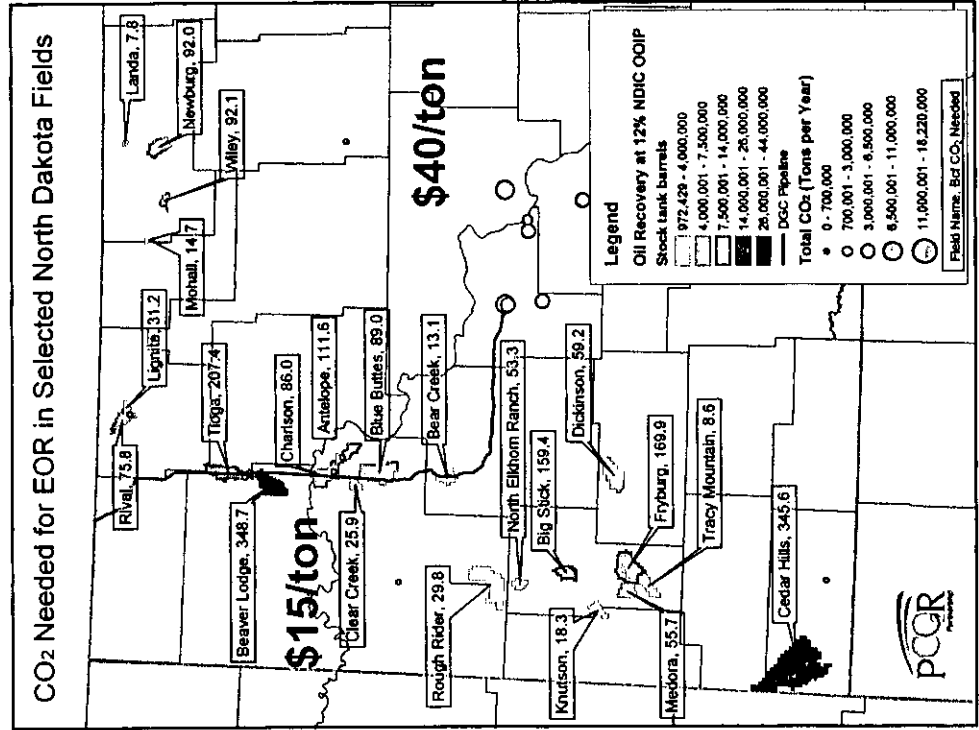 CO2 Needed for EOR in Selected North Dakota Fields
Landa, 7.8
Newburg, 92.0
Wiley, 92.1
Mohall, 14.7
Lignite, 31.2
Rival, 75.8
Tioga, 207.4
Beaver Lodge, 348.7
Charlson, 86.0
Antelope, 111.6
$15/ton
$40/ton
Clear Creek, 25.9
Blue Buttes, 89.0
Bear Creek, 13.1
Rough Rider, 29.8
North Elkhorn Ranch, 53.3
Big Stick, 159.4
Knutson, 18.3
Dickinson, 59.2
Fryburg, 169.9
Medora, 55.7
Tracy Mountain, 8.6
Cedar Hills, 345.6
Legend
Oil Recovery at 12% NDIC OOIP
Stock tank barrels
972,429 - 4,000,000
4,000,001 - 7,500,000
7,500,001 - 14,000,000
14,000,001 - 26,000,000
26,000,001 - 44,000,000
DGC Pipeline
Total CO2 (Tons per Year)
0 - 700,000
700,001 - 3,000,000
3,000,001 - 6,500,000
6,500,001 - 11,000,000
11,000,001 - 18,220,000
Field Name, Bcf CO2 Needed
PCOR
Partnership